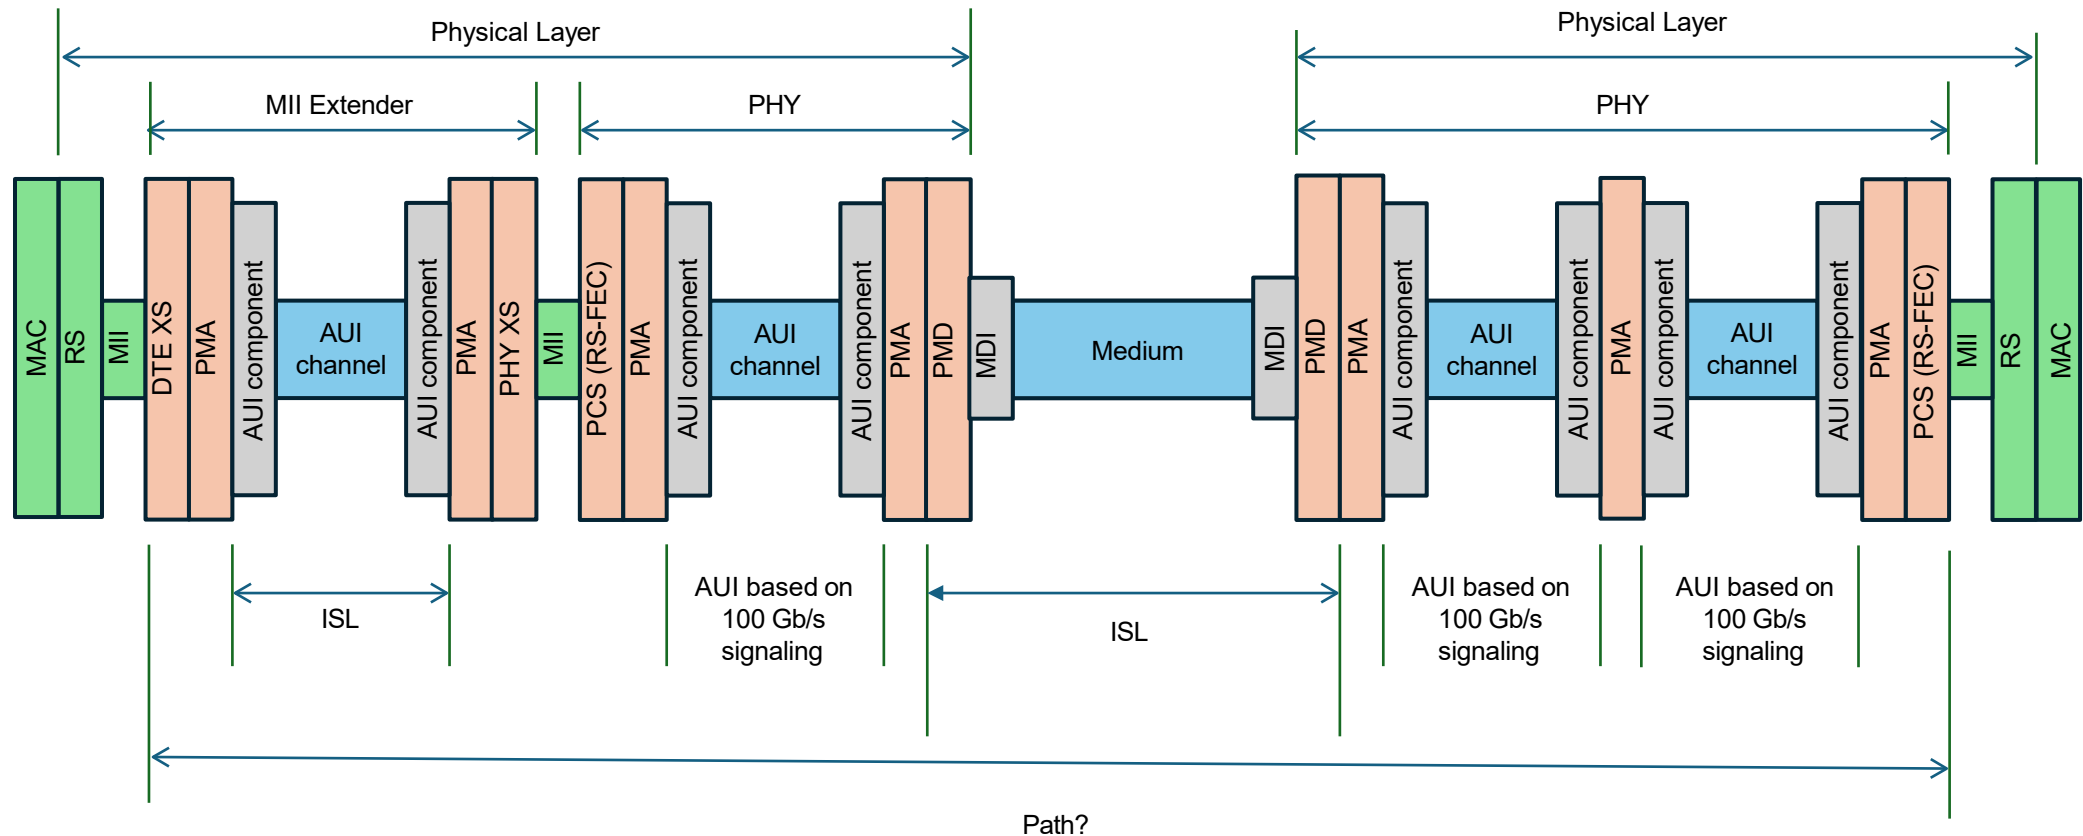 Physical Layer
Physical Layer
MII Extender
PHY
PHY
MAC
RS
MII
DTE XS
PMA
AUI component
AUI
channel
AUI component
PMA
PHY XS
MII
PCS (RS-FEC)
PMA
AUI component
AUI
channel
AUI component
PMA
PMD
MDI
Medium
MDI
PMD
PMA
AUI component
AUI
channel
AUI component
PMA
AUI component
AUI
channel
AUI component
PMA
PCS (RS-FEC)
MII
RS
MAC
ISL
AUI based on
100 Gb/s
signaling
ISL
AUI based on
100 Gb/s
signaling
AUI based on
100 Gb/s
signaling
Path?